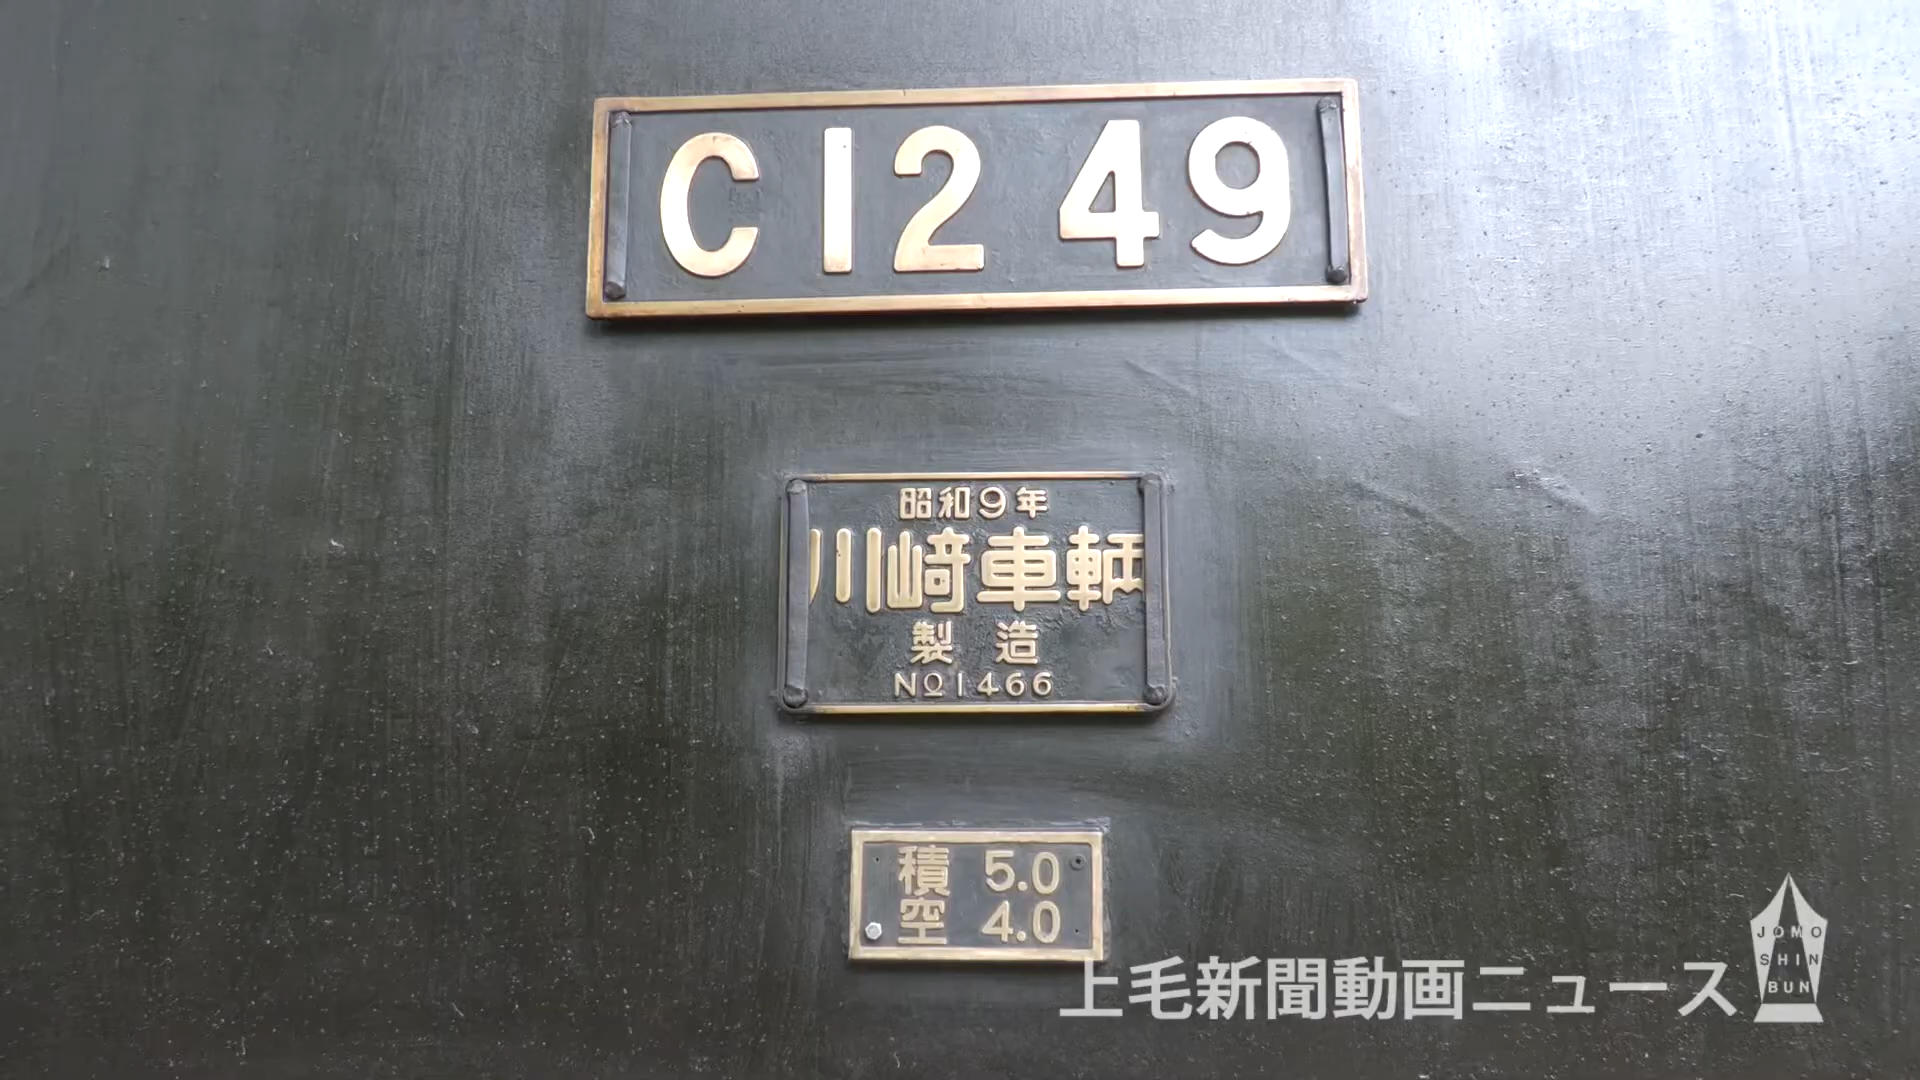 C12 49
昭和9年
川崎車輌
製造
No1466
積 5.0
空 4.0
上毛新聞動画ニュース
JOMO
SHIN
BUN